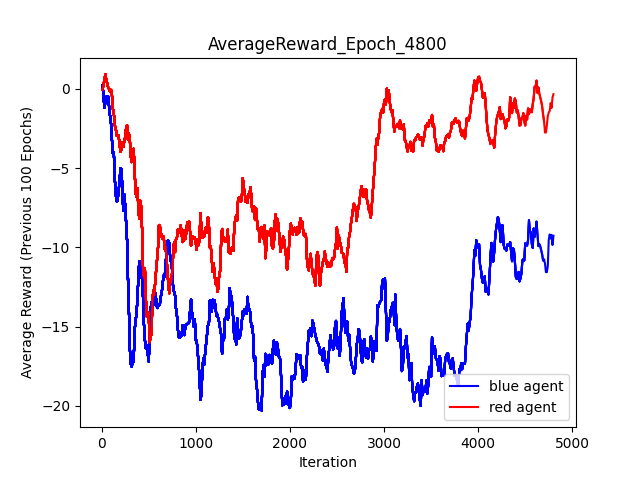 AverageReward_Epoch_4800
Average Reward (Previous 100 Epochs)
0
−5
−10
−15
−20
0 1000 2000 3000 4000 5000
Iteration
blue agent
red agent